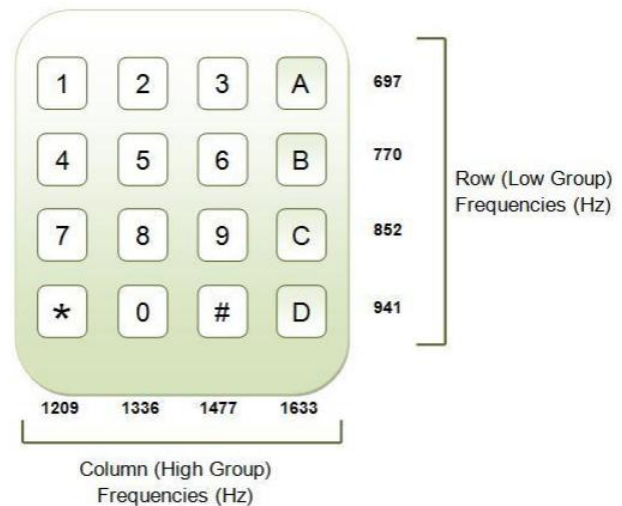 1 2 3 A 697
4 5 6 B 770
Row (Low Group)
Frequencies (Hz)
7 8 9 C 852
* 0 # D 941
1209 1336 1477 1633
Column (High Group)
Frequencies (Hz)